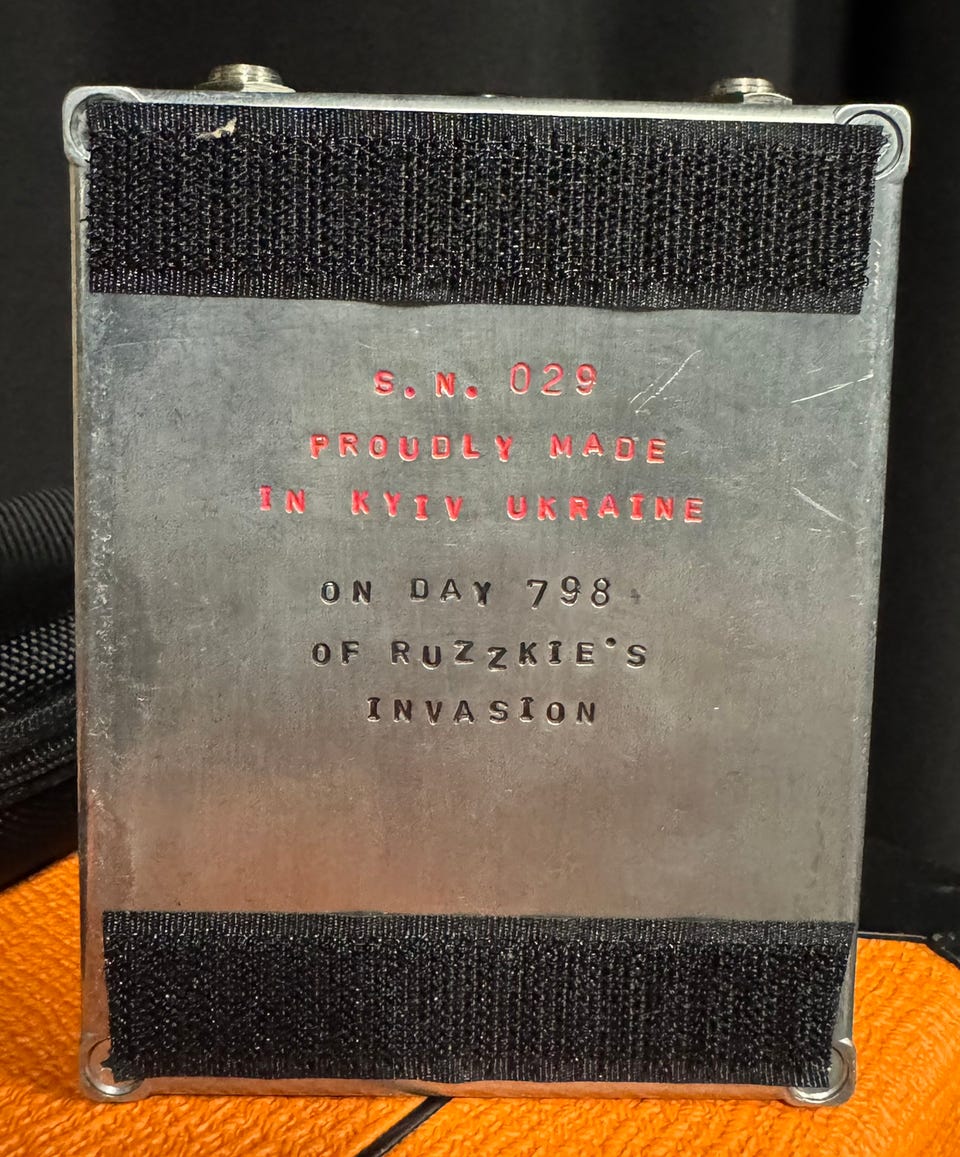 S.N. 029
PROUDLY MADE
IN KYIV UKRAINE
ON DAY 798
OF RUZZKIE'S
INVASION